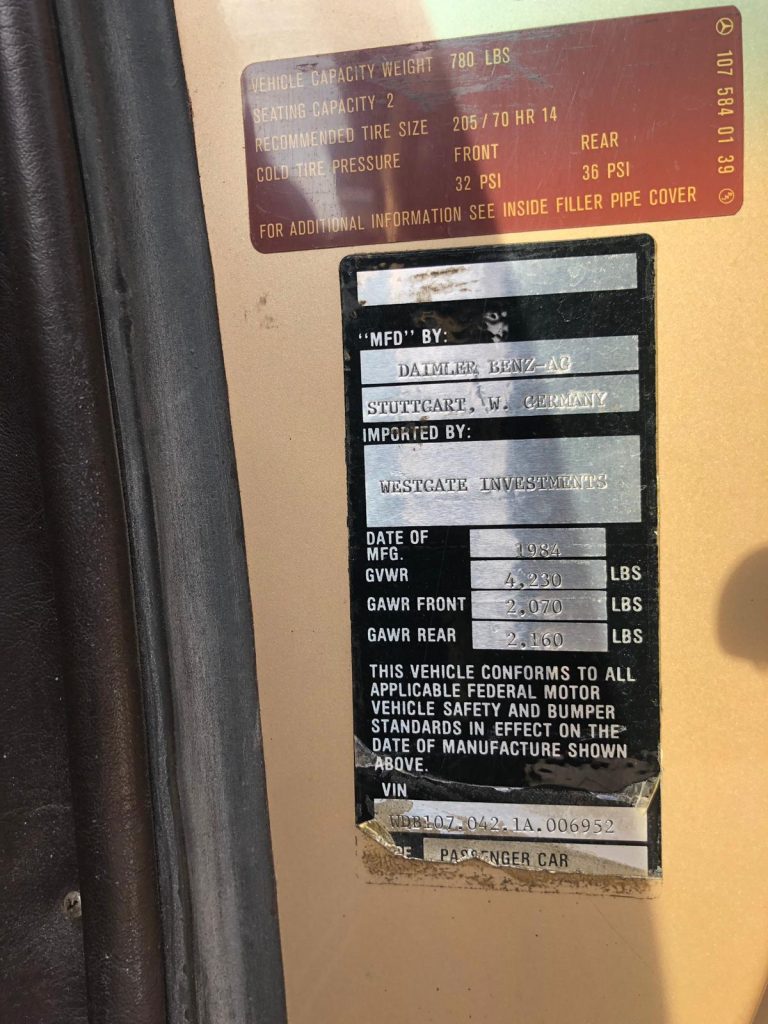 VEHICLE CAPACITY WEIGHT 780 LBS
SEATING CAPACITY 2
RECOMMENDED TIRE SIZE 205/70 HR 14
COLD TIRE PRESSURE FRONT REAR
32 PSI 36 PSI
FOR ADDITIONAL INFORMATION SEE INSIDE FILLER PIPE COVER
107 584 01 39
"MFD" BY:
DAIMLER BENZ-AG
STUTTGART, W. GERMANY
IMPORTED BY:
WESTGATE INVESTMENTS
DATE OF
MFG. 1984
GVWR 4,230 LBS
GAWR FRONT 2,070 LBS
GAWR REAR 2,160 LBS
THIS VEHICLE CONFORMS TO ALL
APPLICABLE FEDERAL MOTOR
VEHICLE SAFETY AND BUMPER
STANDARDS IN EFFECT ON THE
DATE OF MANUFACTURE SHOWN
ABOVE.
VIN
WDB107.042.1A.006952
PASSENGER CAR